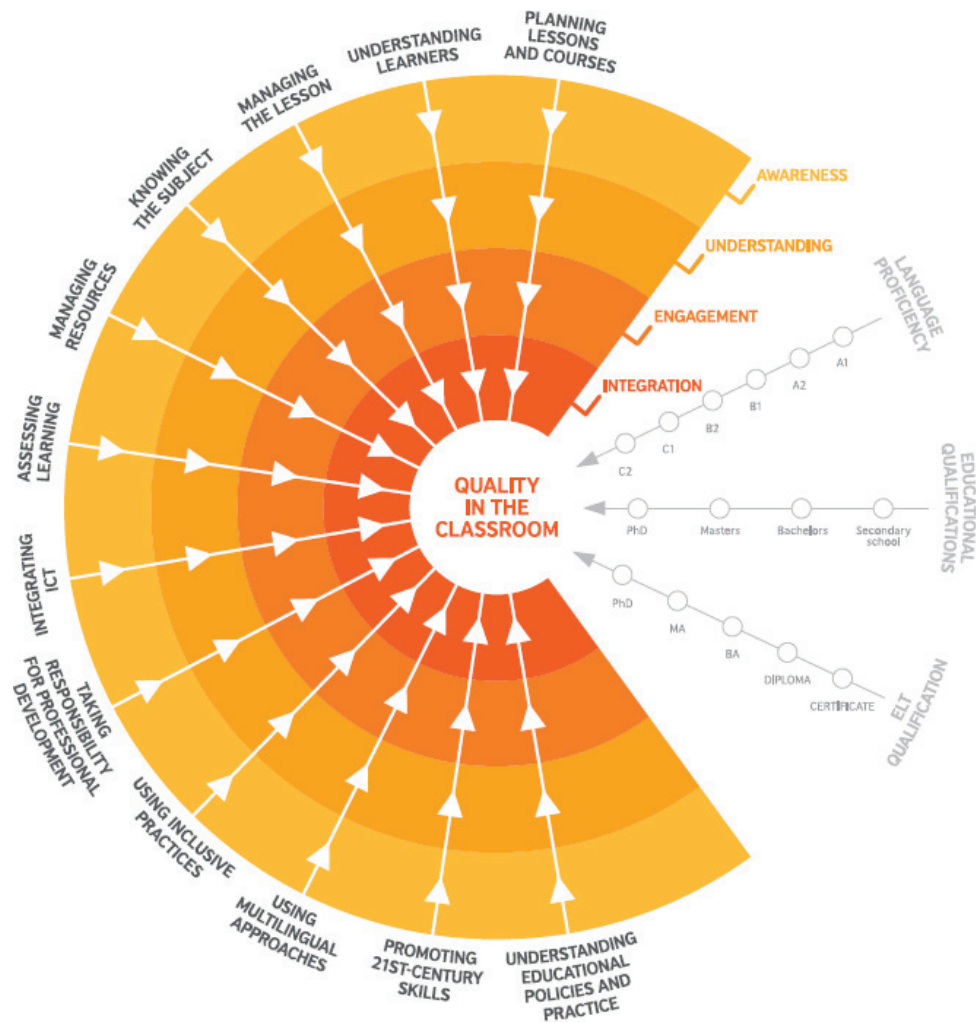 PLANNING
LESSONS
AND COURSES
UNDERSTANDING
LEARNERS
MANAGING
THE LESSON
KNOWING
THE SUBJECT
MANAGING
RESOURCES
ASSESSING
LEARNING
INTEGRATING
ICT
TAKING
RESPONSIBILITY
FOR PROFESSIONAL
DEVELOPMENT
USING INCLUSIVE
PRACTICES
USING
MULTILINGUAL
APPROACHES
PROMOTING
21ST-CENTURY
SKILLS
UNDERSTANDING
EDUCATIONAL
POLICIES AND
PRACTICE
AWARENESS
UNDERSTANDING
ENGAGEMENT
INTEGRATION
QUALITY
IN THE
CLASSROOM
LANGUAGE
PROFICIENCY
A1
A2
B1
B2
C1
C2
EDUCATIONAL
QUALIFICATIONS
PhD
Masters
Bachelors
Secondary
school
PhD
MA
BA
DIPLOMA
CERTIFICATE
ELT
QUALIFICATION